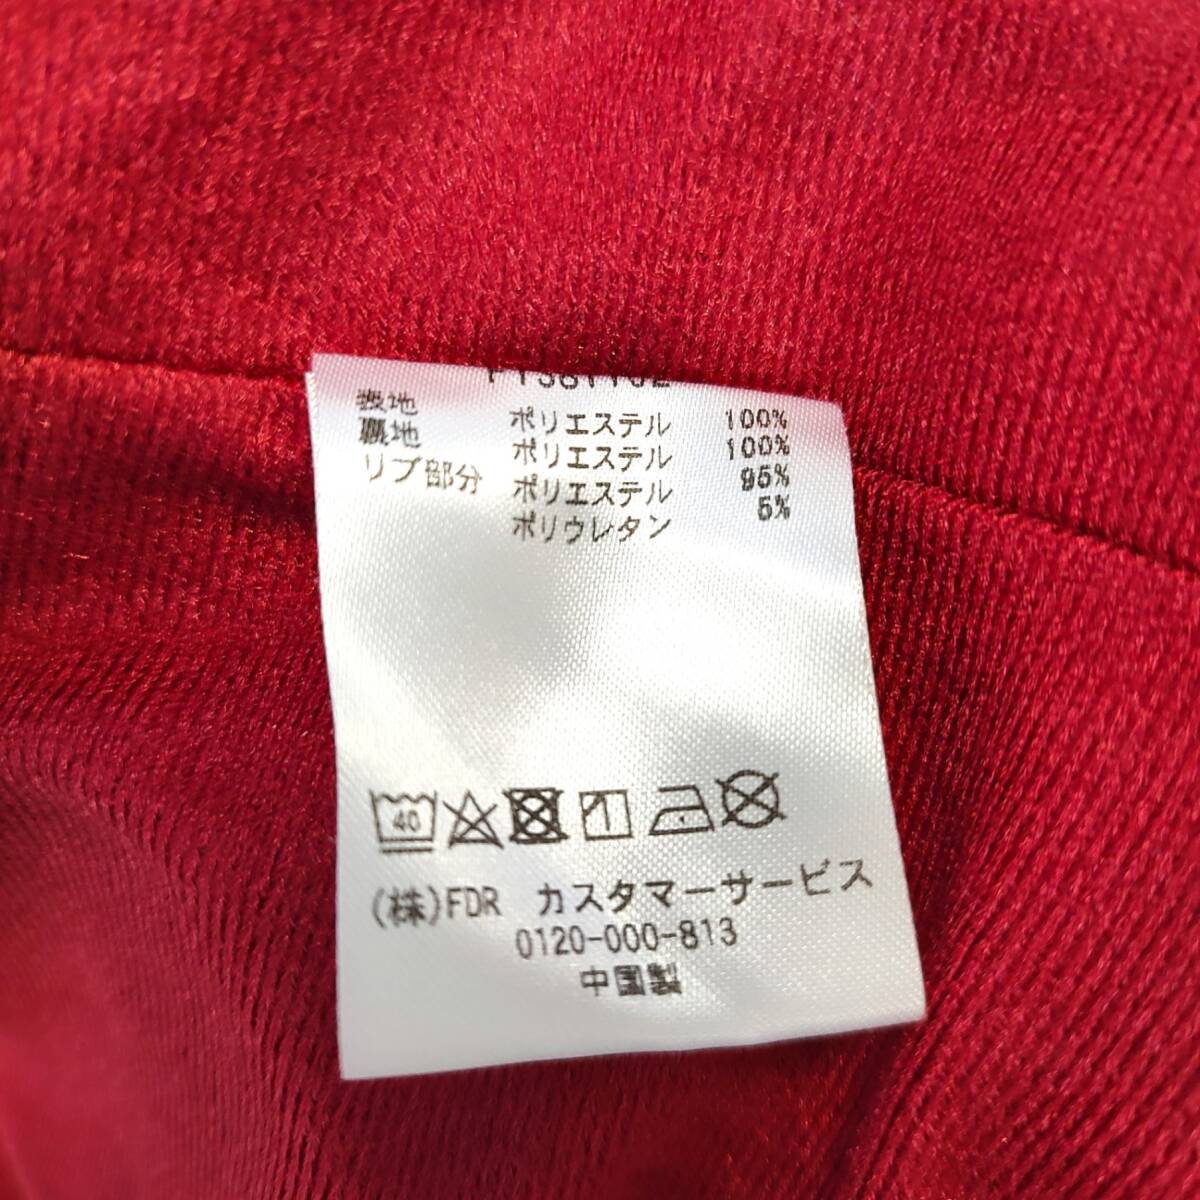 表地 ポリエステル 100%
裏地 ポリエステル 100%
リブ部分 ポリエステル 95%
ポリウレタン 5%
40
(株)FDR カスタマーサービス
0120-000-813
中国製